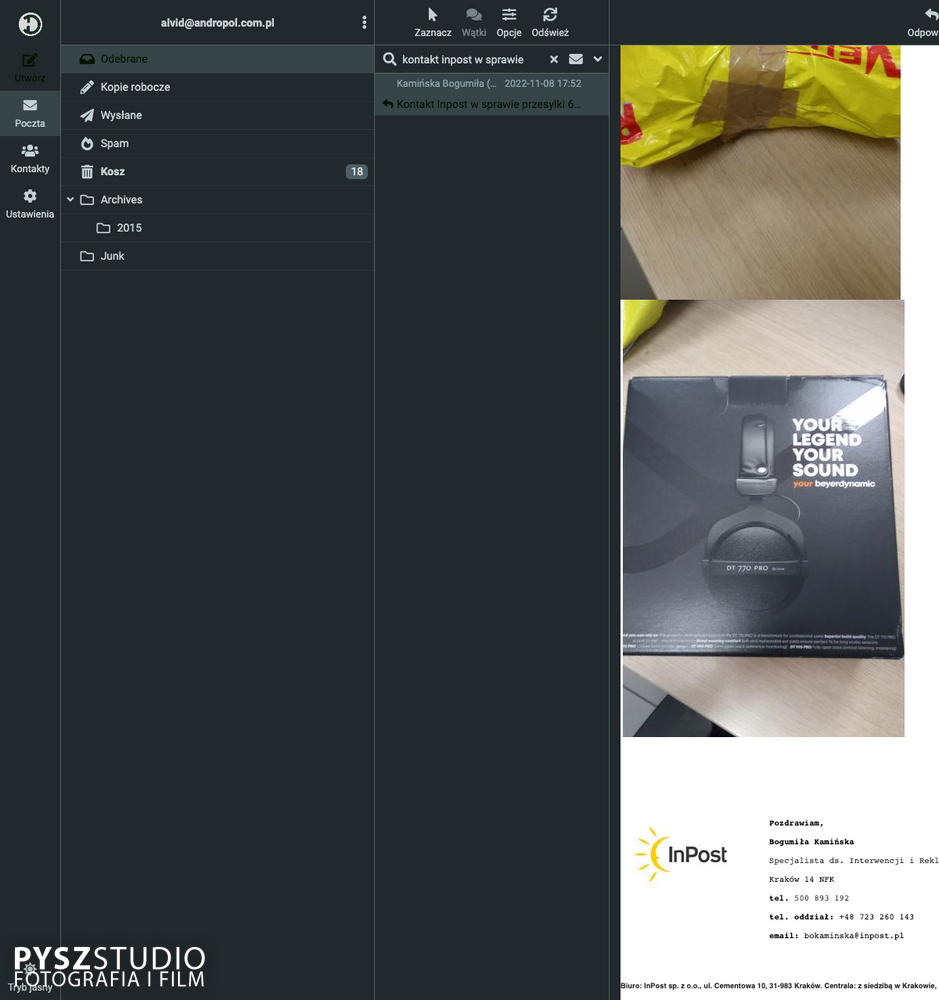 alvid@andropol.com.pl
Utwórz
Poczta
Kontakty
Ustawienia
Tryb jasny
Odebrane
Kopie robocze
Wysłane
Spam
Kosz
18
Archives
2015
Junk
Zaznacz
Wątki
Opcje
Odśwież
kontakt inpost w sprawie
Kamińska Bogumiła (... 2022-11-08 17:52
Kontakt Inpost w sprawie przesyłki 6...
Odpow
YOUR
LEGEND
YOUR
SOUND
your beyerdynamic
DT 770 PRO
InPost
Pozdrawiam,
Bogumiła Kamińska
Specjalista ds. Interwencji i Rekl
Kraków 14 NFK
tel. 500 893 192
tel. oddział: +48 723 260 143
email: bokaminska@inpost.pl
Biuro: InPost sp. z o.o., ul. Cementowa 10, 31-983 Kraków. Centrala: z siedzibą w Krakowie,
PYSZSTUDIO
FOTOGRAFIA I FILM